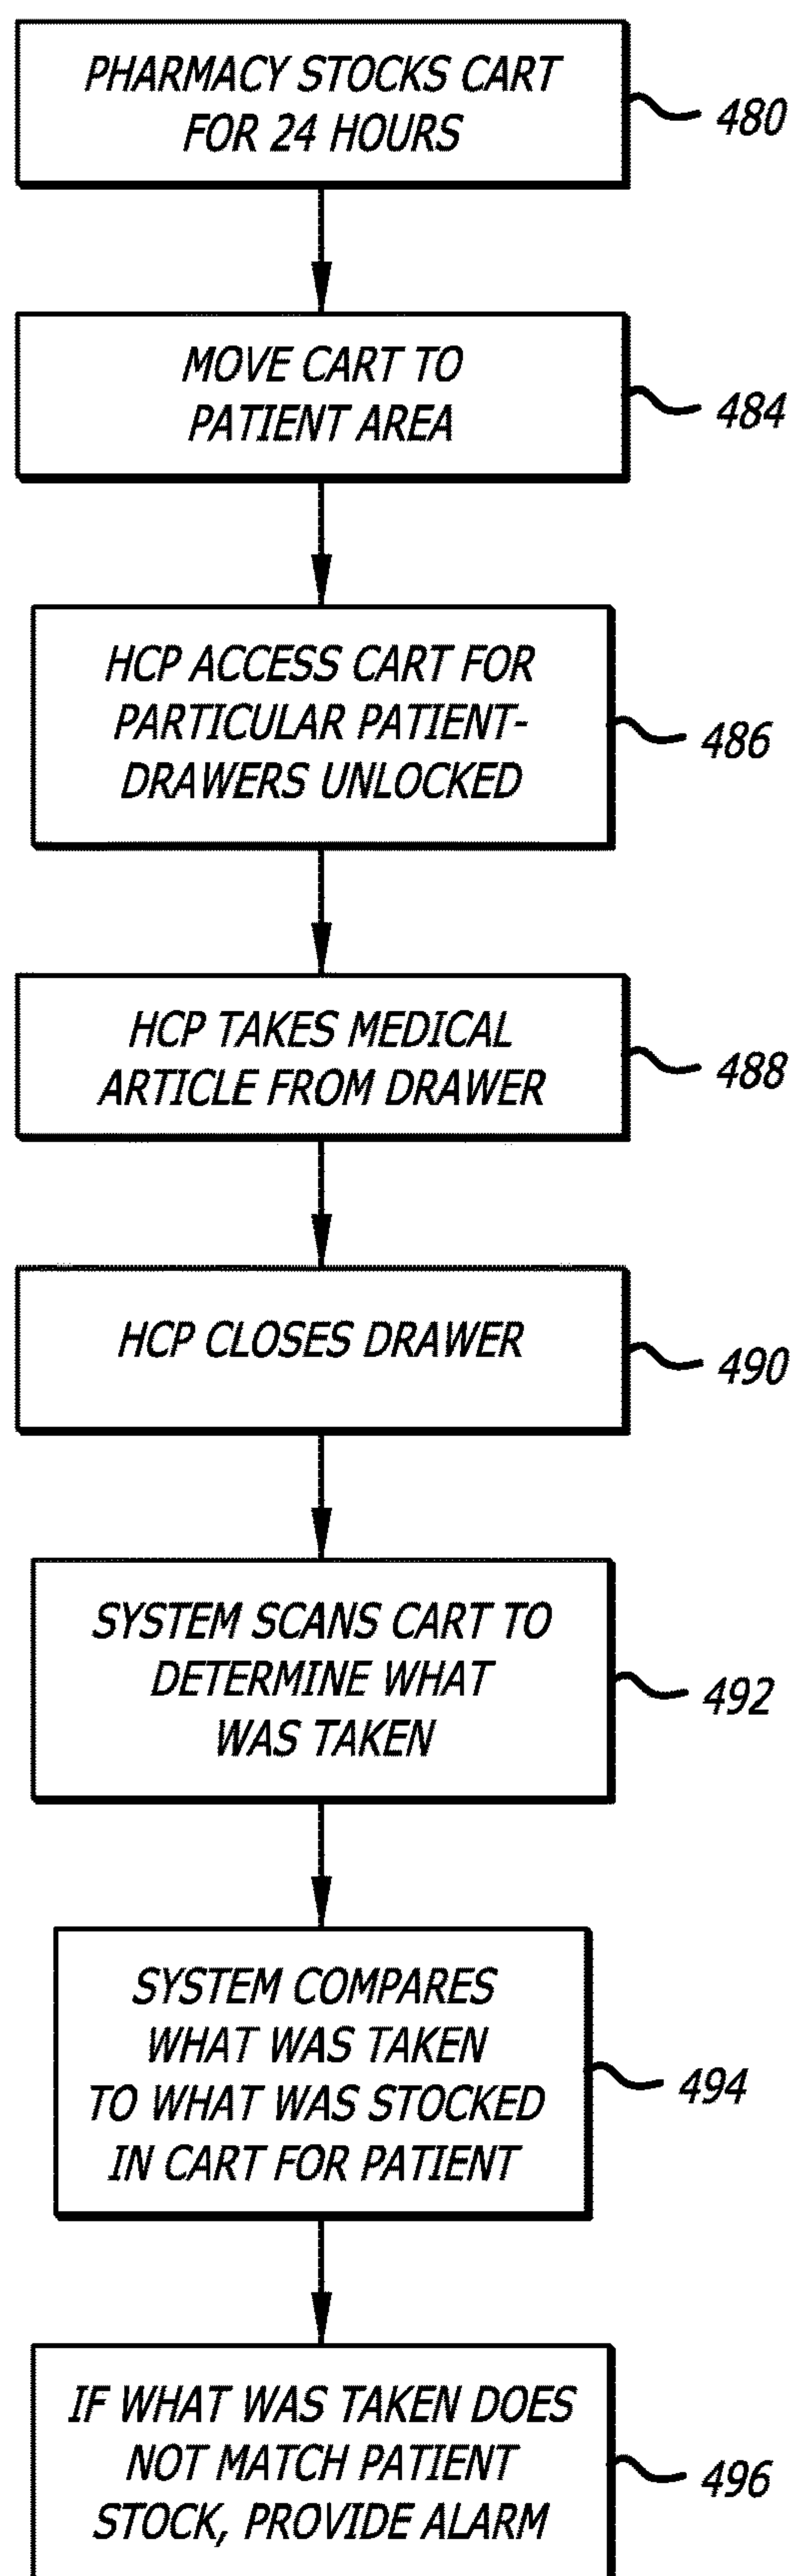 PHARMACY STOCKS CART
FOR 24 HOURS
480
MOVE CART TO
PATIENT AREA
484
HCP ACCESS CART FOR
PARTICULAR PATIENT-
DRAWERS UNLOCKED
486
HCP TAKES MEDICAL
ARTICLE FROM DRAWER
488
HCP CLOSES DRAWER
490
SYSTEM SCANS CART TO
DETERMINE WHAT
WAS TAKEN
492
SYSTEM COMPARES
WHAT WAS TAKEN
TO WHAT WAS STOCKED
IN CART FOR PATIENT
494
IF WHAT WAS TAKEN DOES
NOT MATCH PATIENT
STOCK, PROVIDE ALARM
496